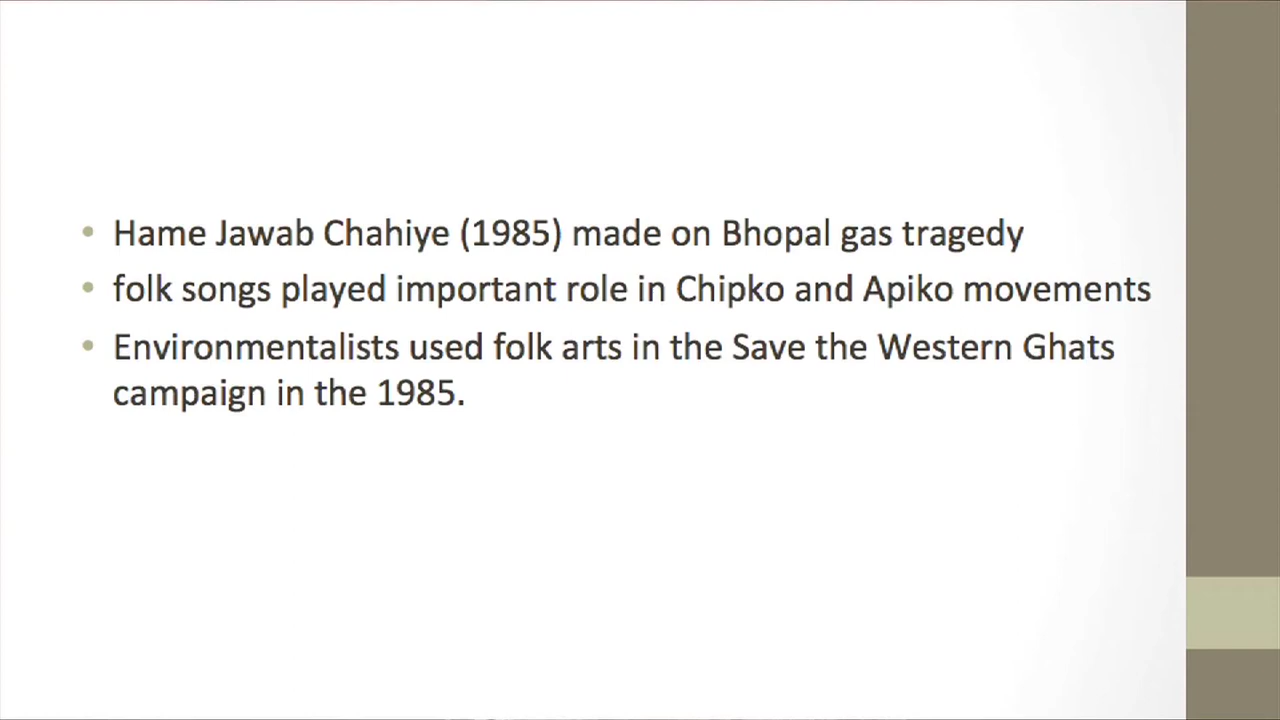 • Hame Jawab Chahiye (1985) made on Bhopal gas tragedy
• folk songs played important role in Chipko and Apiko movements
• Environmentalists used folk arts in the Save the Western Ghats
campaign in the 1985.